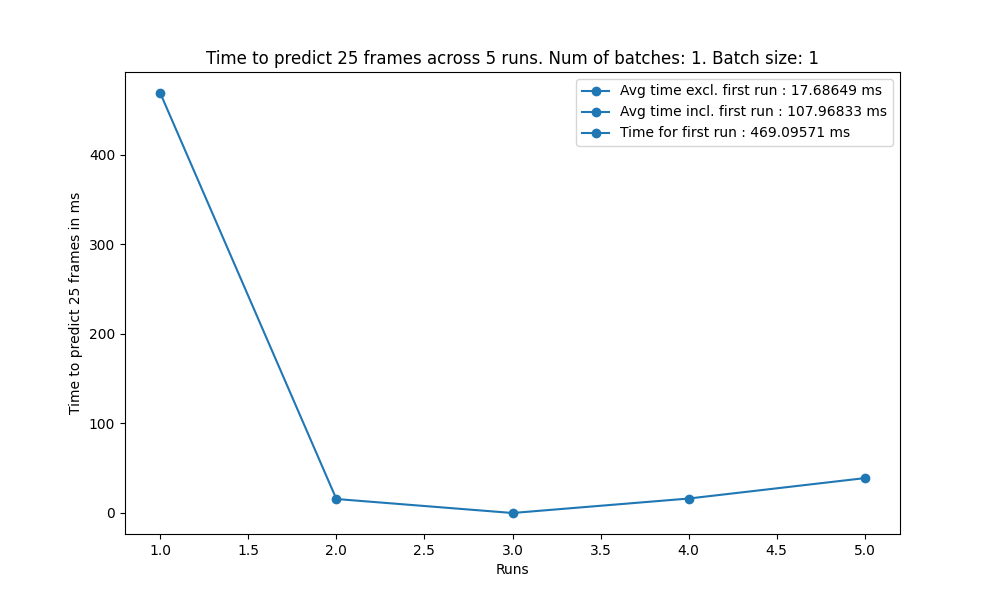 Time to predict 25 frames across 5 runs. Num of batches: 1. Batch size: 1
Avg time excl. first run : 17.68649 ms
Avg time incl. first run : 107.96833 ms
Time for first run : 469.09571 ms
Time to predict 25 frames in ms
400
300
200
100
0
1.0 1.5 2.0 2.5 3.0 3.5 4.0 4.5 5.0
Runs